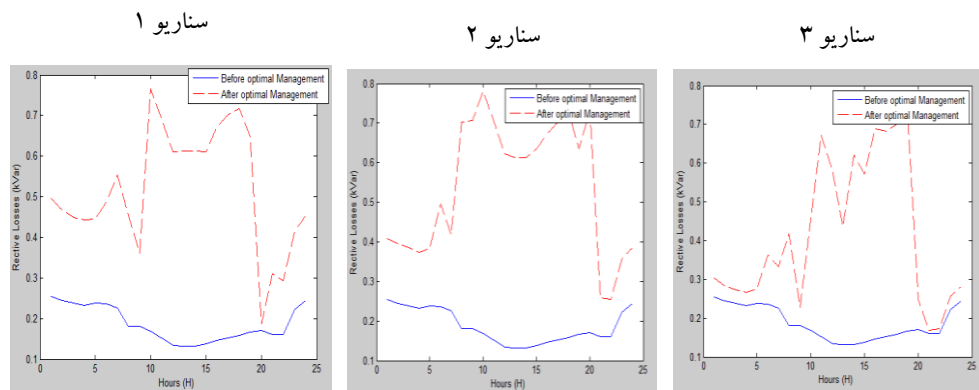 سناریو ۱
سناریو ۲
سناریو ۳
Before optimal Management
After optimal Management
Rective Losses (kVar)
0.8
0.7
0.6
0.5
0.4
0.3
0.2
0.1
0 5 10 15 20 25
Hours (H)
Before optimal Management
After optimal Management
Rective Losses (kVar)
0.8
0.7
0.6
0.5
0.4
0.3
0.2
0.1
0 5 10 15 20 25
Hours (H)
Before optimal Management
After optimal Management
Rective Losses (kVar)
0.8
0.7
0.6
0.5
0.4
0.3
0.2
0.1
0 5 10 15 20 25
Hours (H)